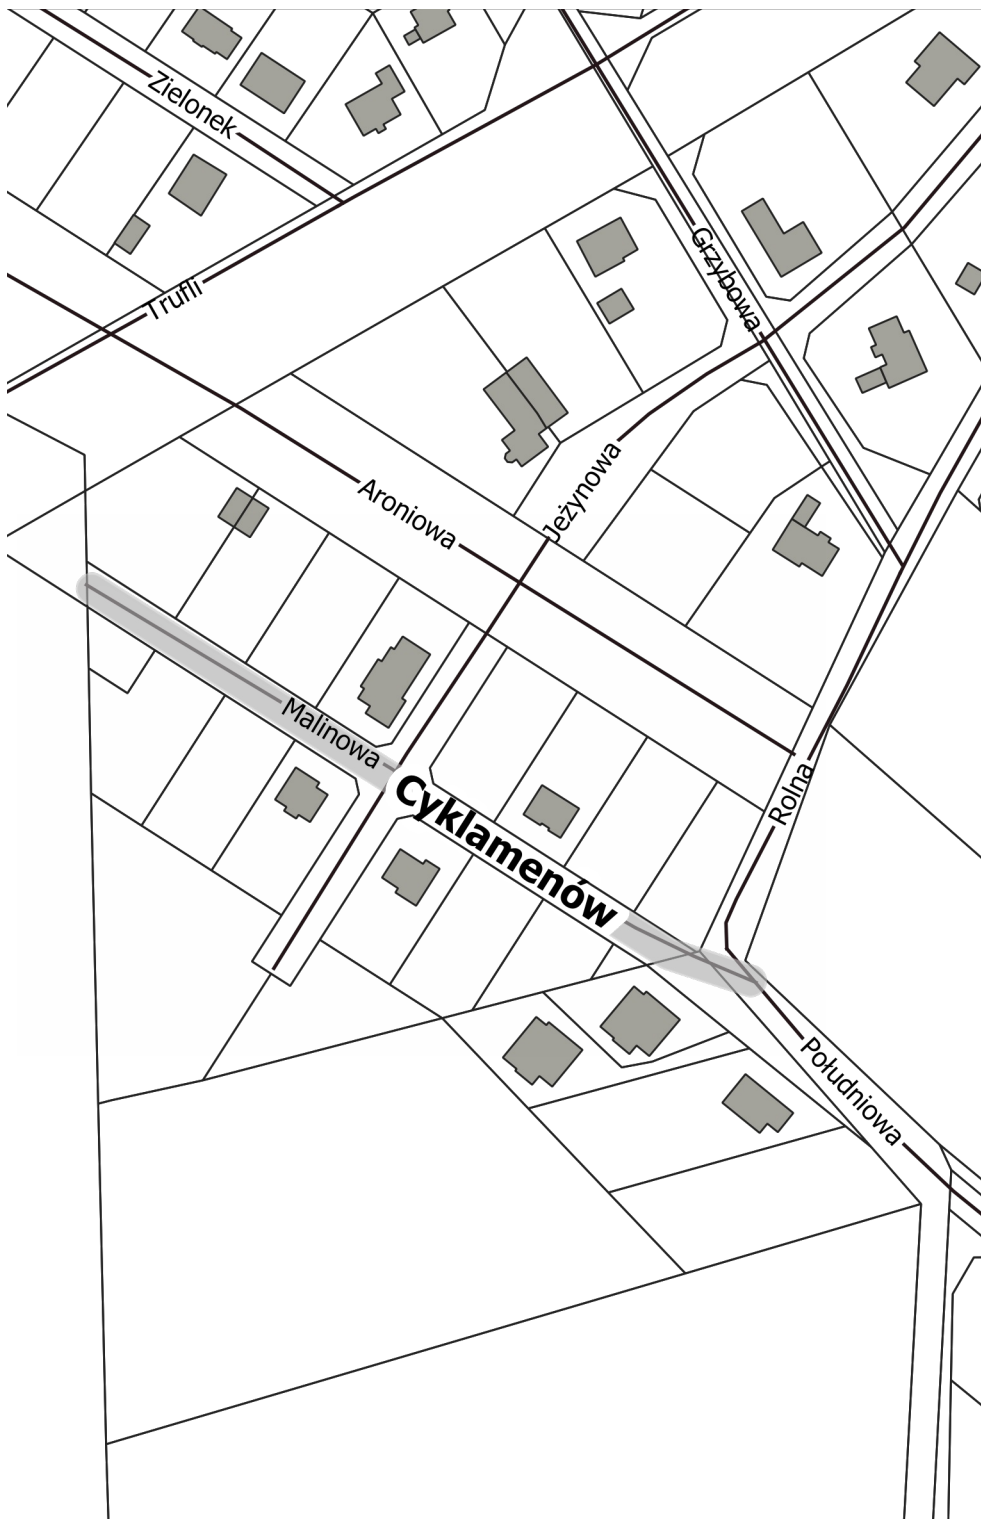 Zielonek
Trufli
Grzybowa
Jeżynowa
Aroniowa
Malinowa
Cyklamenów
Rolna
Południowa